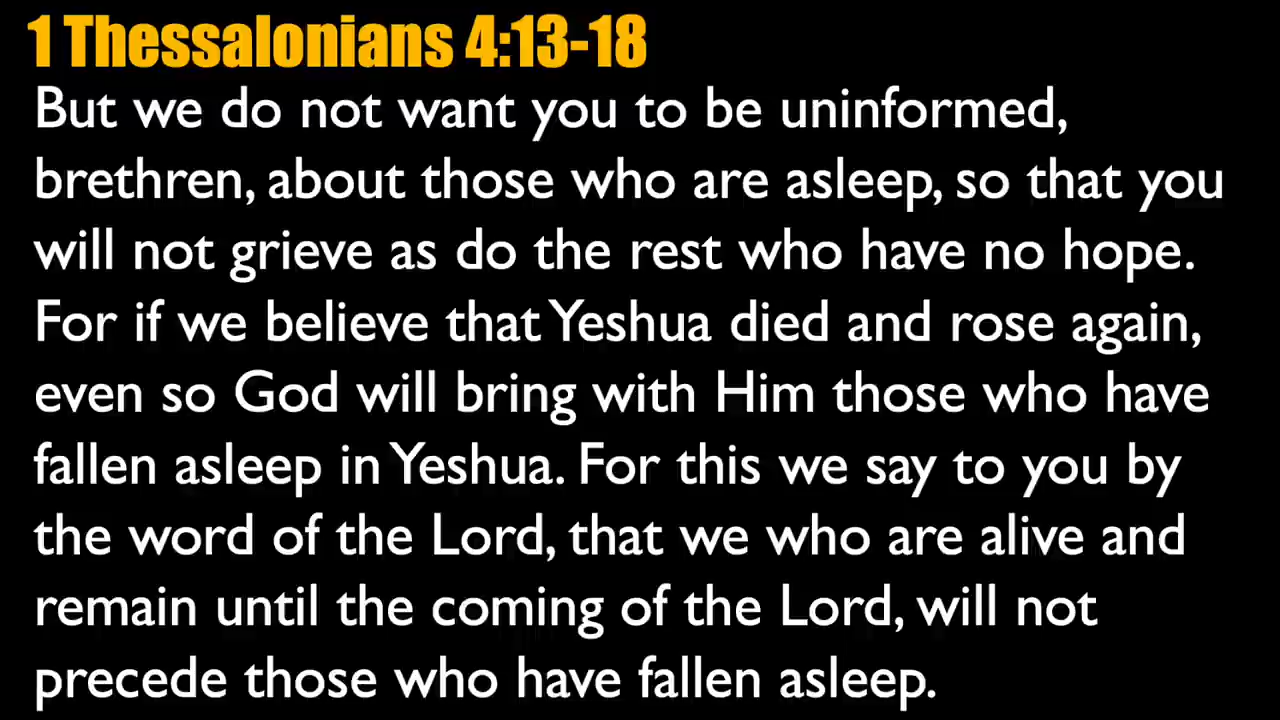 1 Thessalonians 4:13-18
But we do not want you to be uninformed,
brethren, about those who are asleep, so that you
will not grieve as do the rest who have no hope.
For if we believe that Yeshua died and rose again,
even so God will bring with Him those who have
fallen asleep in Yeshua. For this we say to you by
the word of the Lord, that we who are alive and
remain until the coming of the Lord, will not
precede those who have fallen asleep.